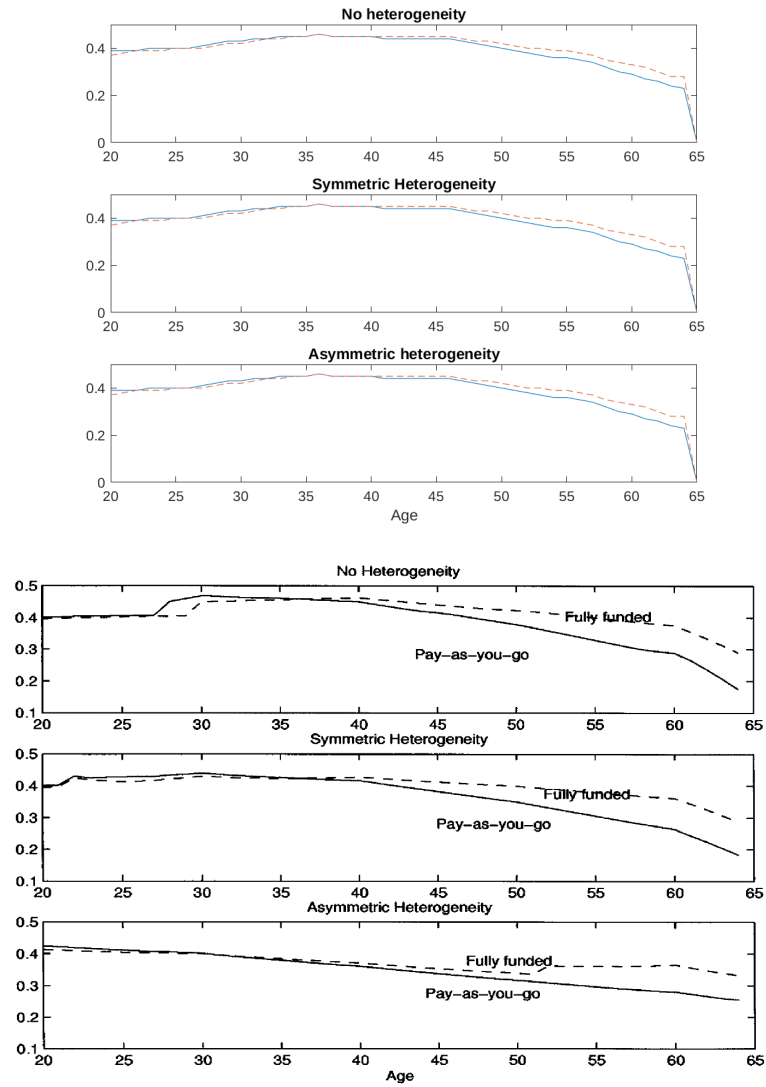 No heterogeneity
0.4
0.2
0
20 25 30 35 40 45 50 55 60 65
Symmetric Heterogeneity
0.4
0.2
0
20 25 30 35 40 45 50 55 60 65
Asymmetric heterogeneity
0.4
0.2
0
20 25 30 35 40 45 50 55 60 65
Age
No Heterogeneity
0.5
0.4
0.3
0.2
0.1
Fully funded
Pay-as-you-go
20 25 30 35 40 45 50 55 60 65
Symmetric Heterogeneity
0.5
0.4
0.3
0.2
0.1
Fully funded
Pay-as-you-go
20 25 30 35 40 45 50 55 60 65
Asymmetric Heterogeneity
0.5
0.4
0.3
0.2
0.1
Fully funded
Pay-as-you-go
20 25 30 35 40 45 50 55 60 65
Age